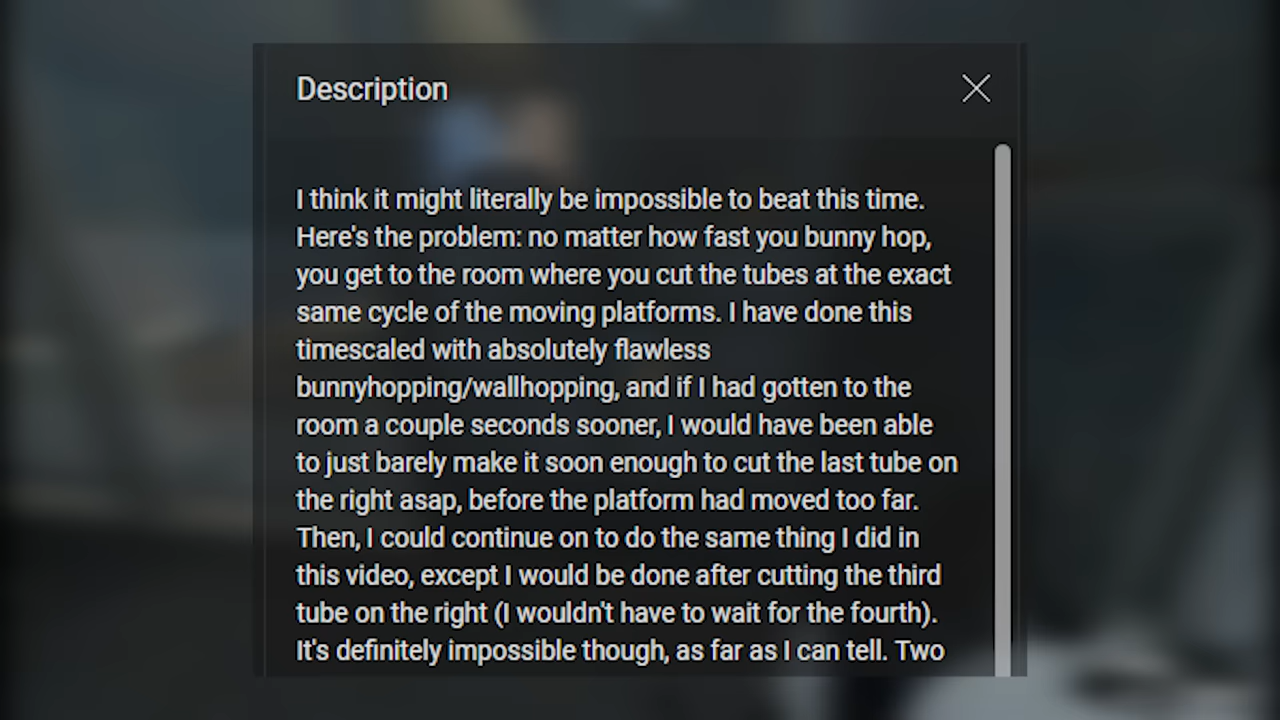 Description
I think it might literally be impossible to beat this time.
Here's the problem: no matter how fast you bunny hop,
you get to the room where you cut the tubes at the exact
same cycle of the moving platforms. I have done this
timescaled with absolutely flawless
bunnyhopping/wallhopping, and if I had gotten to the
room a couple seconds sooner, I would have been able
to just barely make it soon enough to cut the last tube on
the right asap, before the platform had moved too far.
Then, I could continue on to do the same thing I did in
this video, except I would be done after cutting the third
tube on the right (I wouldn't have to wait for the fourth).
It's definitely impossible though, as far as I can tell. Two